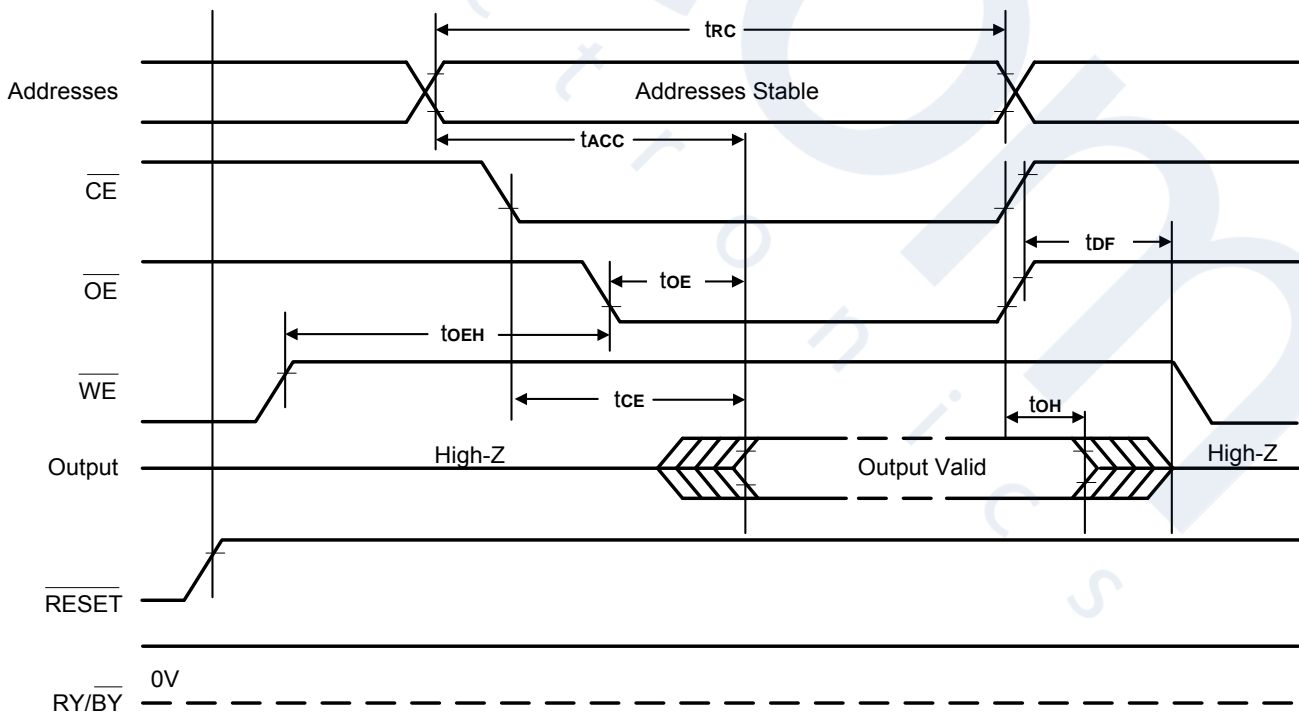 tRC
Addresses
Addresses Stable
tACC
CE
tDF
OE
tOE
tOEH
WE
tCE
tOH
Output
High-Z
Output Valid
High-Z
RESET
0V
RY/BY
om
c t r o n i c s